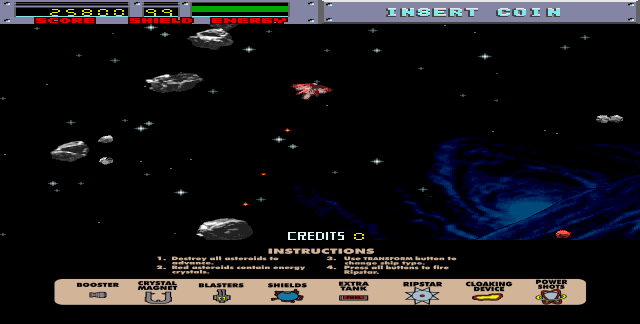 25800 99 INSERT COIN
SCORE SHIELD ENERGY
CREDITS 0
INSTRUCTIONS
1. Destroy all asteroids to advance.
2. Red asteroids contain energy crystals.
3. Use TRANSFORM button to change ship type.
4. Press all buttons to fire Ripstar.
BOOSTER
CRYSTAL MAGNET
BLASTERS
SHIELDS
EXTRA TANK
RIPSTAR
CLOAKING DEVICE
POWER SHOTS